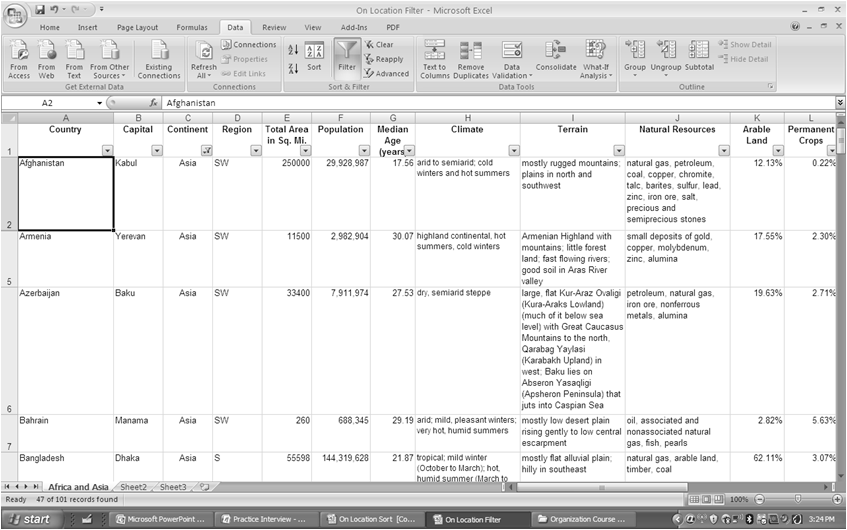 On Location Filter - Microsoft Excel
Home Insert Page Layout Formulas Data Review View Add-Ins PDF
From Access
From Web
From Text
From Other Sources
Existing Connections
Get External Data
Refresh All
Connections
Properties
Edit Links
Connections
Sort
Filter
Clear
Reapply
Advanced
Sort & Filter
Text to Columns
Remove Duplicates
Data Validation
Consolidate
What-If Analysis
Data Tools
Group
Ungroup
Subtotal
Show Detail
Hide Detail
Outline
A2 fx Afghanistan
A B C D E F G H I J K L
1
Country
Capital
Continent
Region
Total Area in Sq. Mi.
Population
Median Age (years
Climate
Terrain
Natural Resources
Arable Land
Permanent Crops
2
Afghanistan
Kabul
Asia
SW
250000
29,928,987
17.56
arid to semiarid; cold
winters and hot summers
mostly rugged mountains;
plains in north and
southwest
natural gas, petroleum,
coal, copper, chromite,
talc, barites, sulfur, lead,
zinc, iron ore, salt,
precious and
semiprecious stones
12.13%
0.22%
5
Armenia
Yerevan
Asia
SW
11500
2,982,904
30.07
highland continental, hot
summers, cold winters
Armenian Highland with
mountains; little forest
land; fast flowing rivers;
good soil in Aras River
valley
small deposits of gold,
copper, molybdenum,
zinc, alumina
17.55%
2.30%
6
Azerbaijan
Baku
Asia
SW
33400
7,911,974
27.53
dry, semiarid steppe
large, flat Kur-Araz Ovaligi
(Kura-Araks Lowland)
(much of it below sea
level) with Great Caucasus
Mountains to the north,
Qarabag Yaylasi
(Karabakh Upland) in
west; Baku lies on
Abseron Yasaqligi
(Apsheron Peninsula) that
juts into Caspian Sea
petroleum, natural gas,
iron ore, nonferrous
metals, alumina
19.63%
2.71%
7
Bahrain
Manama
Asia
SW
260
688,345
29.19
arid; mild, pleasant winters;
very hot, humid summers
mostly low desert plain
rising gently to low central
escarpment
oil, associated and
nonassociated natural
gas, fish, pearls
2.82%
5.63%
Bangladesh
Dhaka
Asia
S
55598
144,319,628
21.87
tropical; mild winter
(October to March); hot,
humid summer (March to
mostly flat alluvial plain;
hilly in southeast
natural gas, arable land,
timber, coal
62.11%
3.07%
Africa and Asia Sheet2 Sheet3
Ready 47 of 101 records found 100%
start Microsoft PowerPoint ... Practice Interview - ... On Location Sort [Co... On Location Filter Organization Course ... 3:24 PM